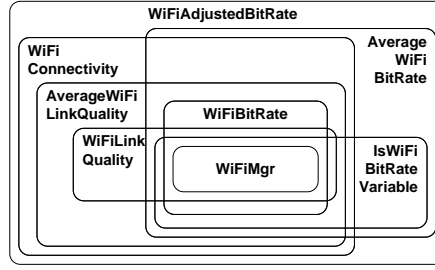 WiFiAdjustedBitRate
WiFi
Connectivity
Average
WiFi
BitRate
AverageWiFi
LinkQuality
WiFiBitRate
WiFiLink
Quality
WiFiMgr
IsWiFi
BitRate
Variable